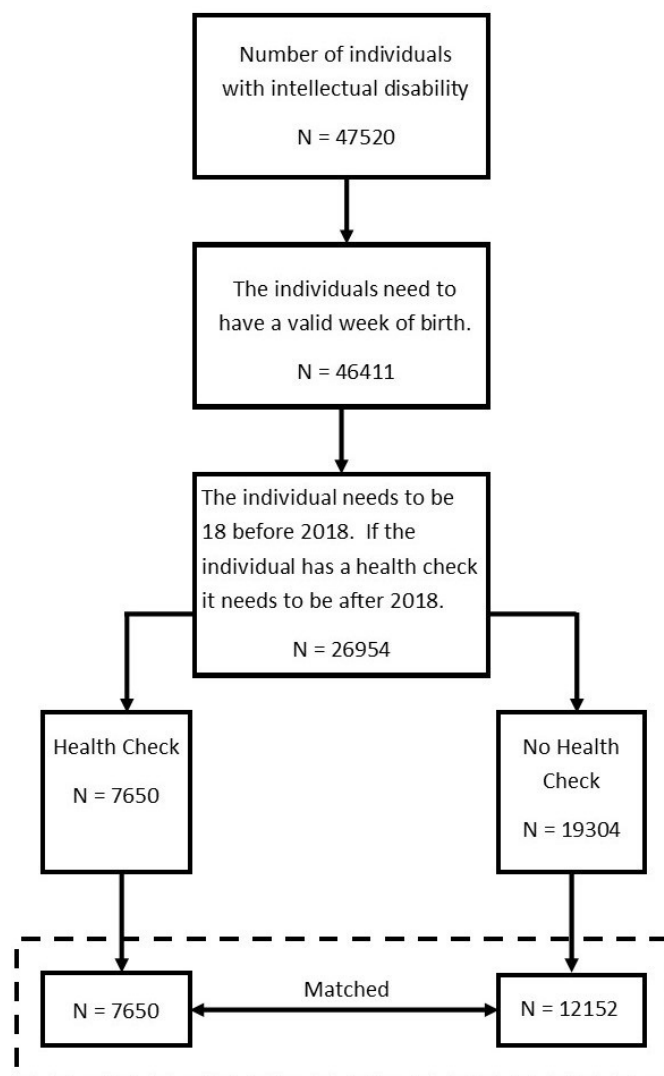 Number of individuals
with intellectual disability
N = 47520
The individuals need to
have a valid week of birth.
N = 46411
The individual needs to be
18 before 2018.  If the
individual has a health check
it needs to be after 2018.
N = 26954
Health Check
N = 7650
No Health
Check
N = 19304
N = 7650
Matched
N = 12152